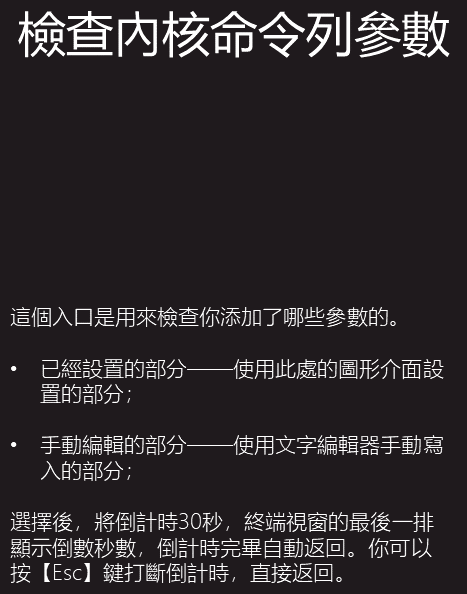 檢查內核命令列參數
這個入口是用來檢查你添加了哪些參數的。
• 已經設置的部分——使用此處的圖形介面設
置的部分；
• 手動編輯的部分——使用文字編輯器手動寫
入的部分；
選擇後，將倒計時30秒，終端視窗的最後一排
顯示倒數秒數，倒計時完畢自動返回。你可以
按【Esc】鍵打斷倒計時，直接返回。